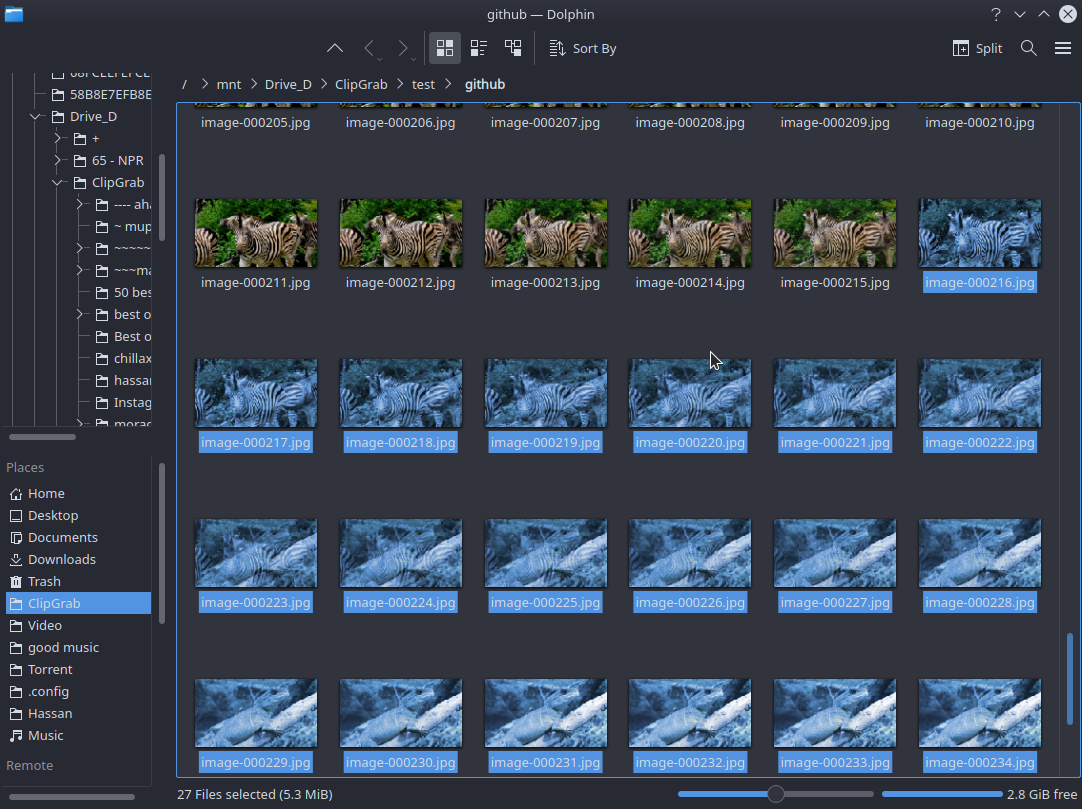 github — Dolphin
Sort By
Split
/ > mnt > Drive_D > ClipGrab > test > github
58B8E7EFB8E
Drive_D
+
65 - NPR
ClipGrab
---- aha
~ mup
~~~~~
~~~ma
50 bes
best o
Best o
chillax
hassan
Instag
morac
Places
Home
Desktop
Documents
Downloads
Trash
ClipGrab
Video
good music
Torrent
.config
Hassan
Music
Remote
image-000205.jpg image-000206.jpg image-000207.jpg image-000208.jpg image-000209.jpg image-000210.jpg
image-000211.jpg image-000212.jpg image-000213.jpg image-000214.jpg image-000215.jpg image-000216.jpg
image-000217.jpg image-000218.jpg image-000219.jpg image-000220.jpg image-000221.jpg image-000222.jpg
image-000223.jpg image-000224.jpg image-000225.jpg image-000226.jpg image-000227.jpg image-000228.jpg
image-000229.jpg image-000230.jpg image-000231.jpg image-000232.jpg image-000233.jpg image-000234.jpg
27 Files selected (5.3 MiB)
2.8 GiB free